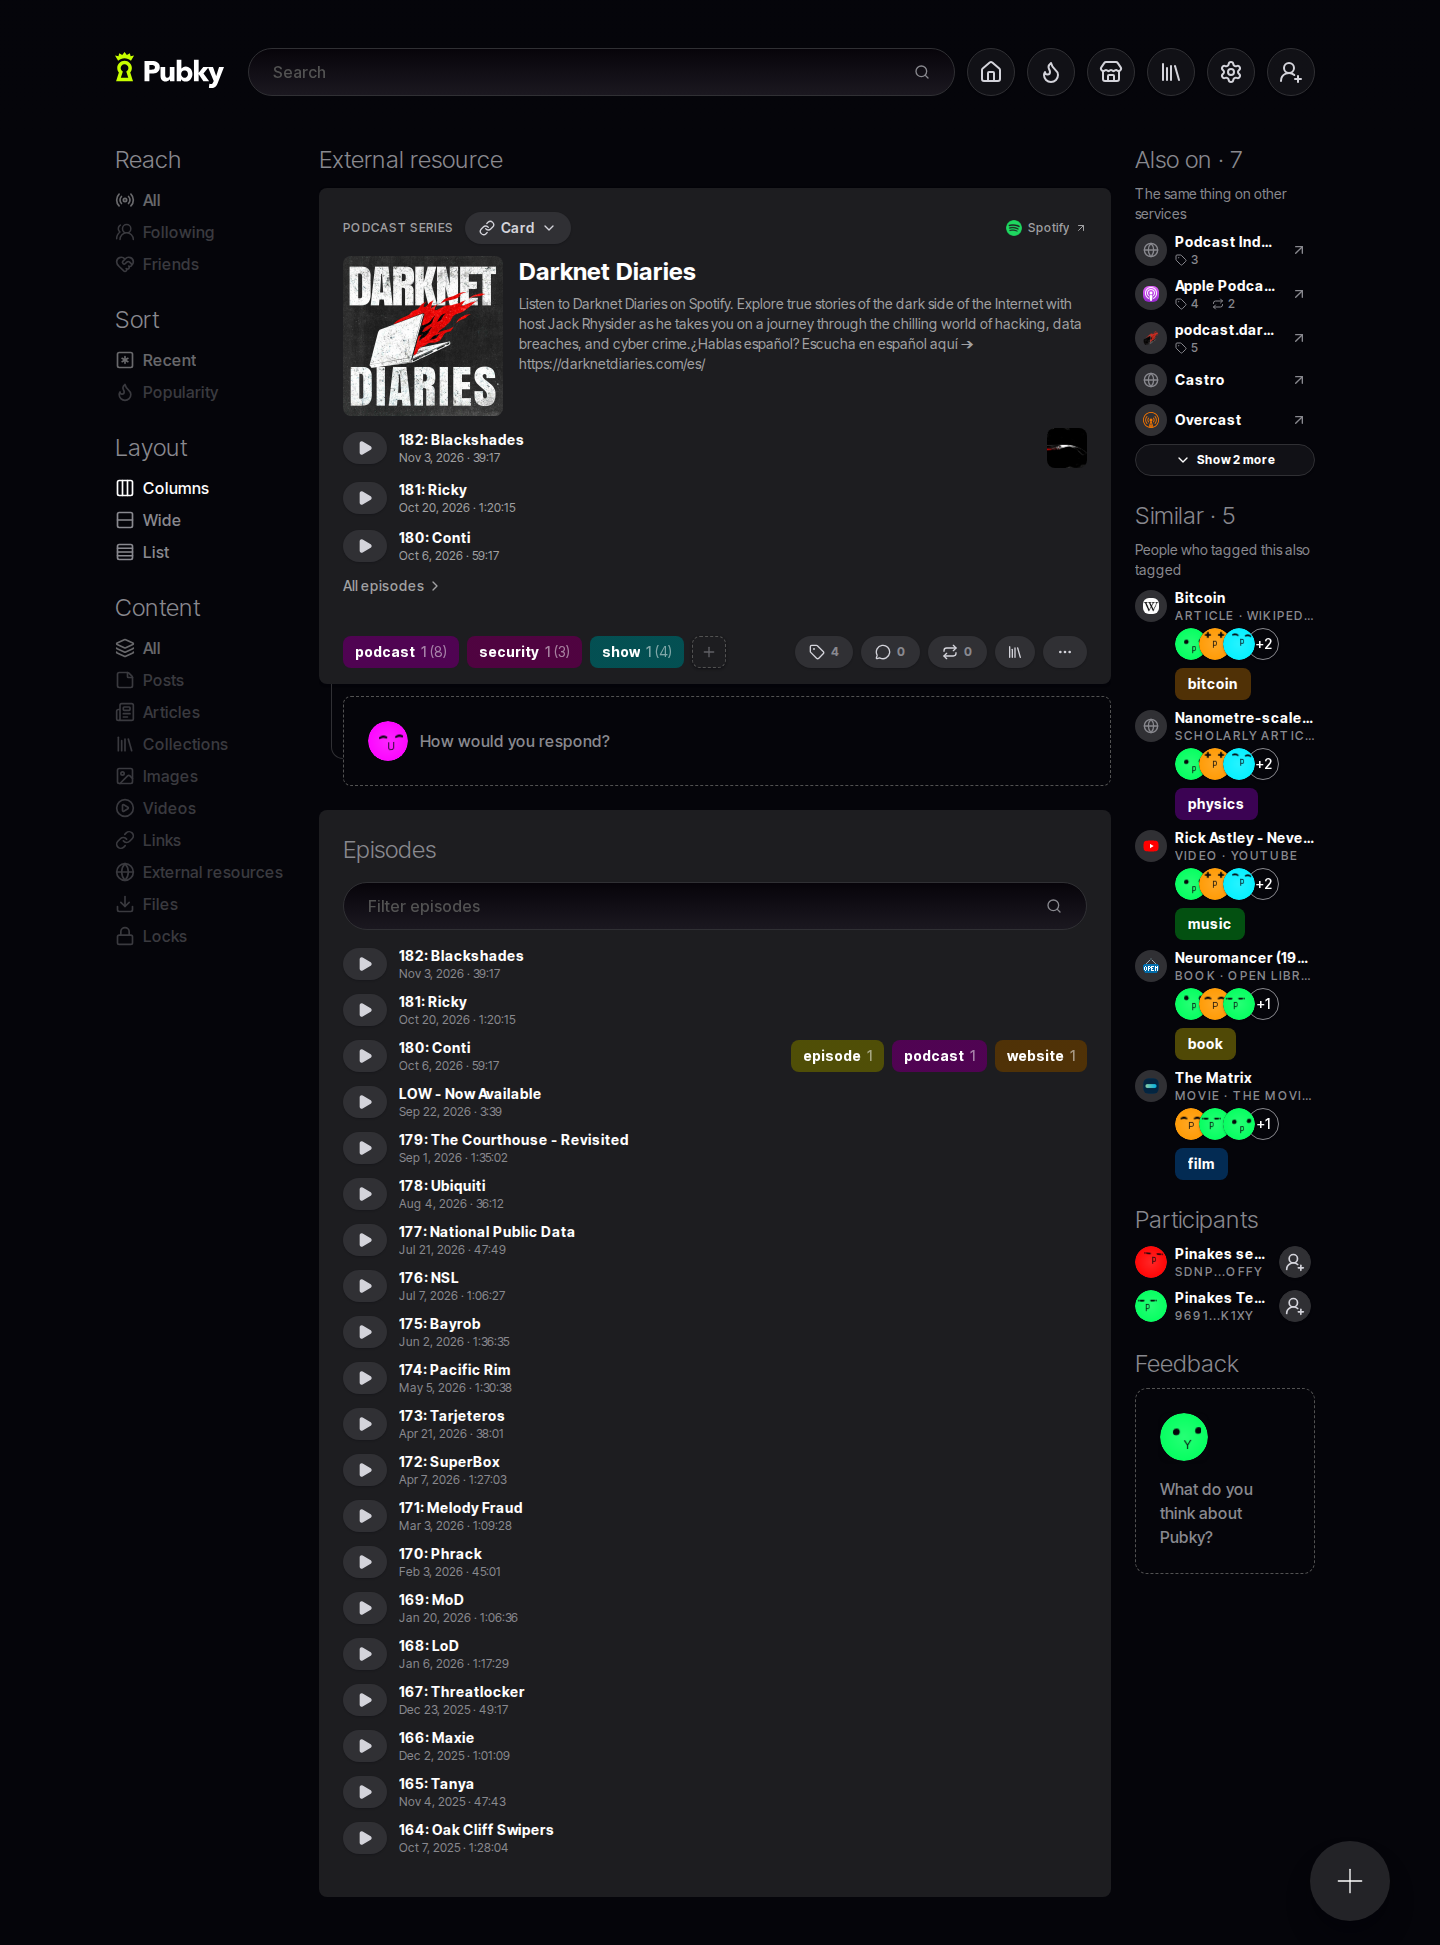 Pubky
Search
Reach
All
Following
Friends
Sort
Recent
Popularity
Layout
Columns
Wide
List
Content
All
Posts
Articles
Collections
Images
Videos
Links
External resources
Files
Locks
External resource
PODCAST SERIES
Card
Spotify
DARKNET
DIARIES
Darknet Diaries
Listen to Darknet Diaries on Spotify. Explore true stories of the dark side of the Internet with
host Jack Rhysider as he takes you on a journey through the chilling world of hacking, data
breaches, and cyber crime.¿Hablas español? Escucha en español aquí ➔
https://darknetdiaries.com/es/
182: Blackshades
Nov 3, 2026 · 39:17
181: Ricky
Oct 20, 2026 · 1:20:15
180: Conti
Oct 6, 2026 · 59:17
All episodes
podcast 1 (8)
security 1 (3)
show 1 (4)
4
0
0
How would you respond?
Episodes
Filter episodes
182: Blackshades
Nov 3, 2026 · 39:17
181: Ricky
Oct 20, 2026 · 1:20:15
180: Conti
Oct 6, 2026 · 59:17
episode 1
podcast 1
website 1
LOW - Now Available
Sep 22, 2026 · 3:39
179: The Courthouse - Revisited
Sep 1, 2026 · 1:35:02
178: Ubiquiti
Aug 4, 2026 · 36:12
177: National Public Data
Jul 21, 2026 · 47:49
176: NSL
Jul 7, 2026 · 1:06:27
175: Bayrob
Jun 2, 2026 · 1:36:35
174: Pacific Rim
May 5, 2026 · 1:30:38
173: Tarjeteros
Apr 21, 2026 · 38:01
172: SuperBox
Apr 7, 2026 · 1:27:03
171: Melody Fraud
Mar 3, 2026 · 1:09:28
170: Phrack
Feb 3, 2026 · 45:01
169: MoD
Jan 20, 2026 · 1:06:36
168: LoD
Jan 6, 2026 · 1:17:29
167: Threatlocker
Dec 23, 2025 · 49:17
166: Maxie
Dec 2, 2025 · 1:01:09
165: Tanya
Nov 4, 2025 · 47:43
164: Oak Cliff Swipers
Oct 7, 2025 · 1:28:04
Also on · 7
The same thing on other
services
Podcast Ind...
3
Apple Podca...
4 2
podcast.dar...
5
Castro
Overcast
Show 2 more
Similar · 5
People who tagged this also
tagged
Bitcoin
ARTICLE · WIKIPED...
+2
bitcoin
Nanometre-scale...
SCHOLARLY ARTIC...
+2
physics
Rick Astley - Neve...
VIDEO · YOUTUBE
+2
music
Neuromancer (19...
BOOK · OPEN LIBR...
+1
book
The Matrix
MOVIE · THE MOVI...
+1
film
Participants
Pinakes se...
SDNP...OFFY
Pinakes Te...
9691...K1XY
Feedback
What do you
think about
Pubky?